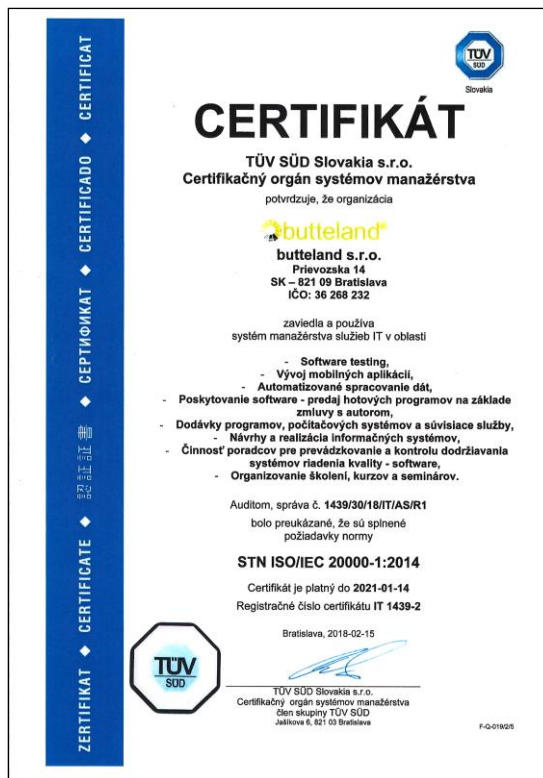 TÜV
SÜD
Slovakia
CERTIFIKÁT
TÜV SÜD Slovakia s.r.o.
Certifikačný orgán systémov manažérstva
potvrdzuje, že organizácia
butteland®
butteland s.r.o.
Prievozska 14
SK – 821 09 Bratislava
IČO: 36 268 232
zaviedla a používa
systém manažérstva služieb IT v oblasti
- Software testing,
- Vývoj mobilných aplikácií,
- Automatizované spracovanie dát,
- Poskytovanie software - predaj hotových programov na základe
zmluvy s autorom,
- Dodávky programov, počítačových systémov a súvisiace služby,
- Návrhy a realizácia informačných systémov,
- Činnosť poradcov pre prevádzkovanie a kontrolu dodržiavania
systémov riadenia kvality - software,
- Organizovanie školení, kurzov a seminárov.
Auditom, správa č. 1439/30/18/IT/AS/R1
bolo preukázané, že sú splnené
požiadavky normy
STN ISO/IEC 20000-1:2014
Certifikát je platný do 2021-01-14
Registračné číslo certifikátu IT 1439-2
Bratislava, 2018-02-15
TÜV SÜD Slovakia s.r.o.
Certifikačný orgán systémov manažérstva
člen skupiny TÜV SÜD
Jašíkova 6, 821 03 Bratislava
F-Q-019/2/5
TÜV
SÜD
ZERTIFIKAT ◆ CERTIFICATE ◆ 認証証書 ◆ СЕРТИФИКАТ ◆ CERTIFICADO ◆ CERTIFICAT